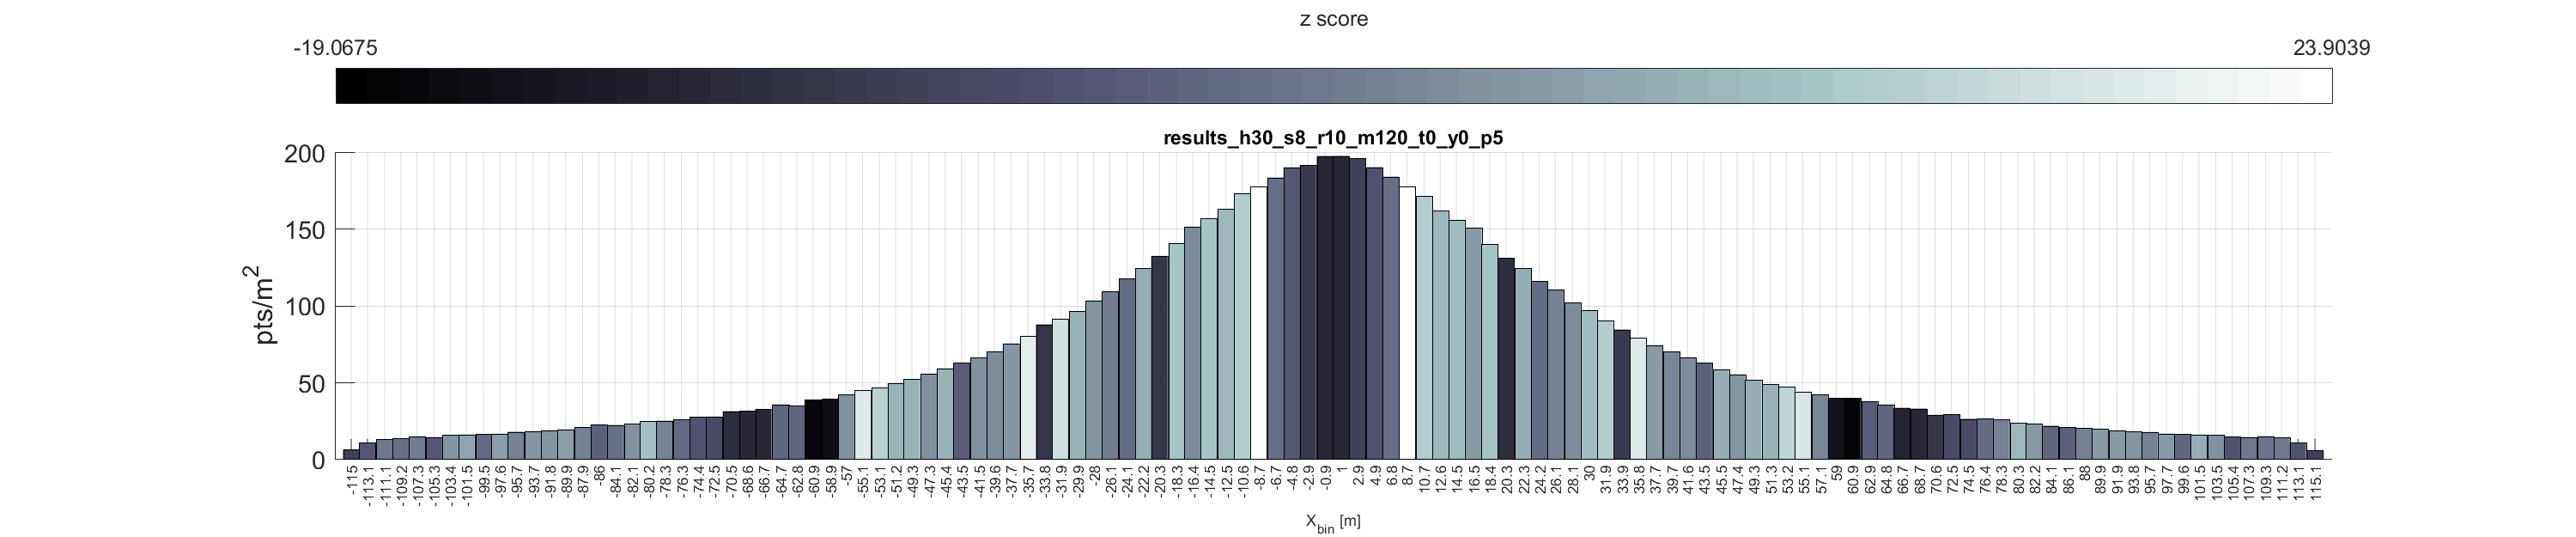 z score
-19.0675 23.9039
results_h30_s8_r10_m120_t0_y0_p5
200
150
100
50
0
pts/m2
-115 -113.1 -111.1 -109.2 -107.3 -105.3 -103.4 -101.5 -99.5 -97.6 -95.7 -93.7 -91.8 -89.9 -87.9 -86 -84.1 -82.1 -80.2 -78.3 -76.3 -74.4 -72.5 -70.5 -68.6 -66.7 -64.7 -62.8 -60.9 -58.9 -57 -55.1 -53.1 -51.2 -49.3 -47.3 -45.4 -43.5 -41.5 -39.6 -37.7 -35.7 -33.8 -31.9 -29.9 -28 -26.1 -24.1 -22.2 -20.3 -18.3 -16.4 -14.5 -12.5 -10.6 -8.7 -6.7 -4.8 -2.9 -0.9 1 2.9 4.9 6.8 8.7 10.7 12.6 14.5 16.5 18.4 20.3 22.3 24.2 26.1 28.1 30 31.9 33.9 35.8 37.7 39.7 41.6 43.5 45.5 47.4 49.3 51.3 53.2 55.1 57.1 59 60.9 62.9 64.8 66.7 68.7 70.6 72.5 74.5 76.4 78.3 80.3 82.2 84.1 86.1 88 89.9 91.9 93.8 95.7 97.7 99.6 101.5 103.5 105.4 107.3 109.3 111.2 113.1 115.1
Xbin [m]